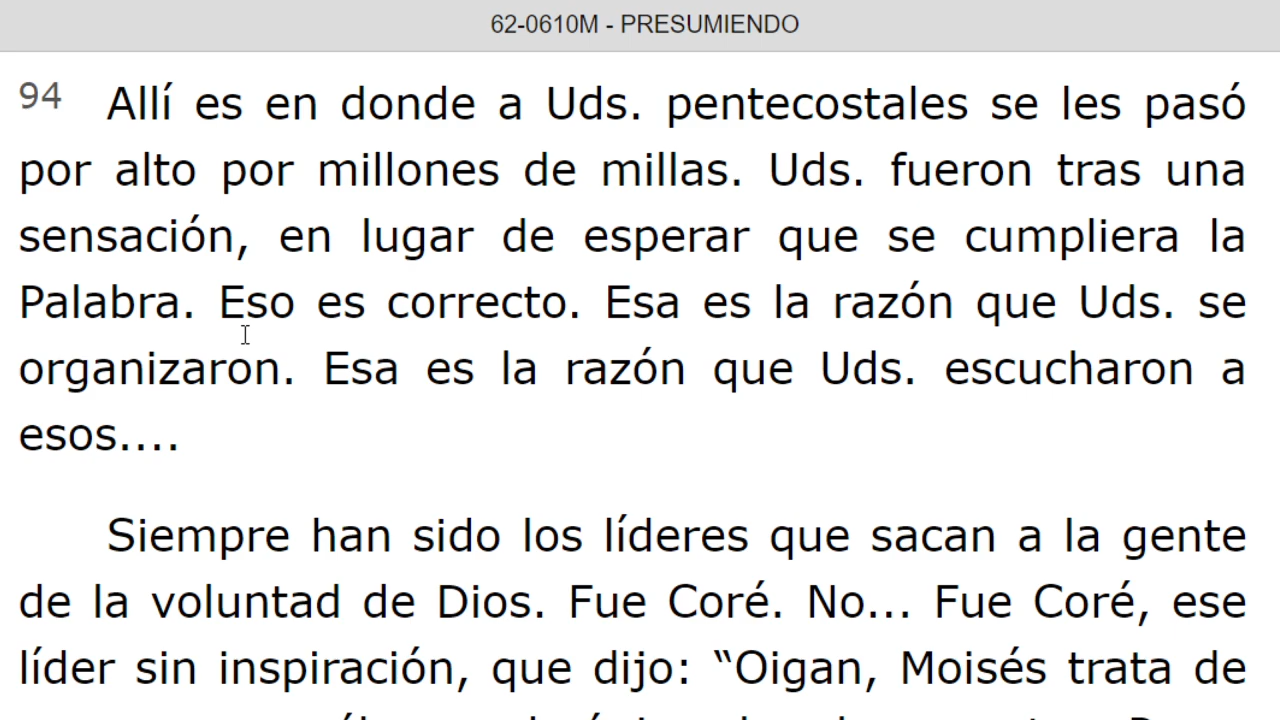 62-0610M - PRESUMIENDO
94 Allí es en donde a Uds. pentecostales se les pasó
por alto por millones de millas. Uds. fueron tras una
sensación, en lugar de esperar que se cumpliera la
Palabra. Eso es correcto. Esa es la razón que Uds. se
organizaron. Esa es la razón que Uds. escucharon a
esos....
Siempre han sido los líderes que sacan a la gente
de la voluntad de Dios. Fue Coré. No... Fue Coré, ese
líder sin inspiración, que dijo: “Oigan, Moisés trata de